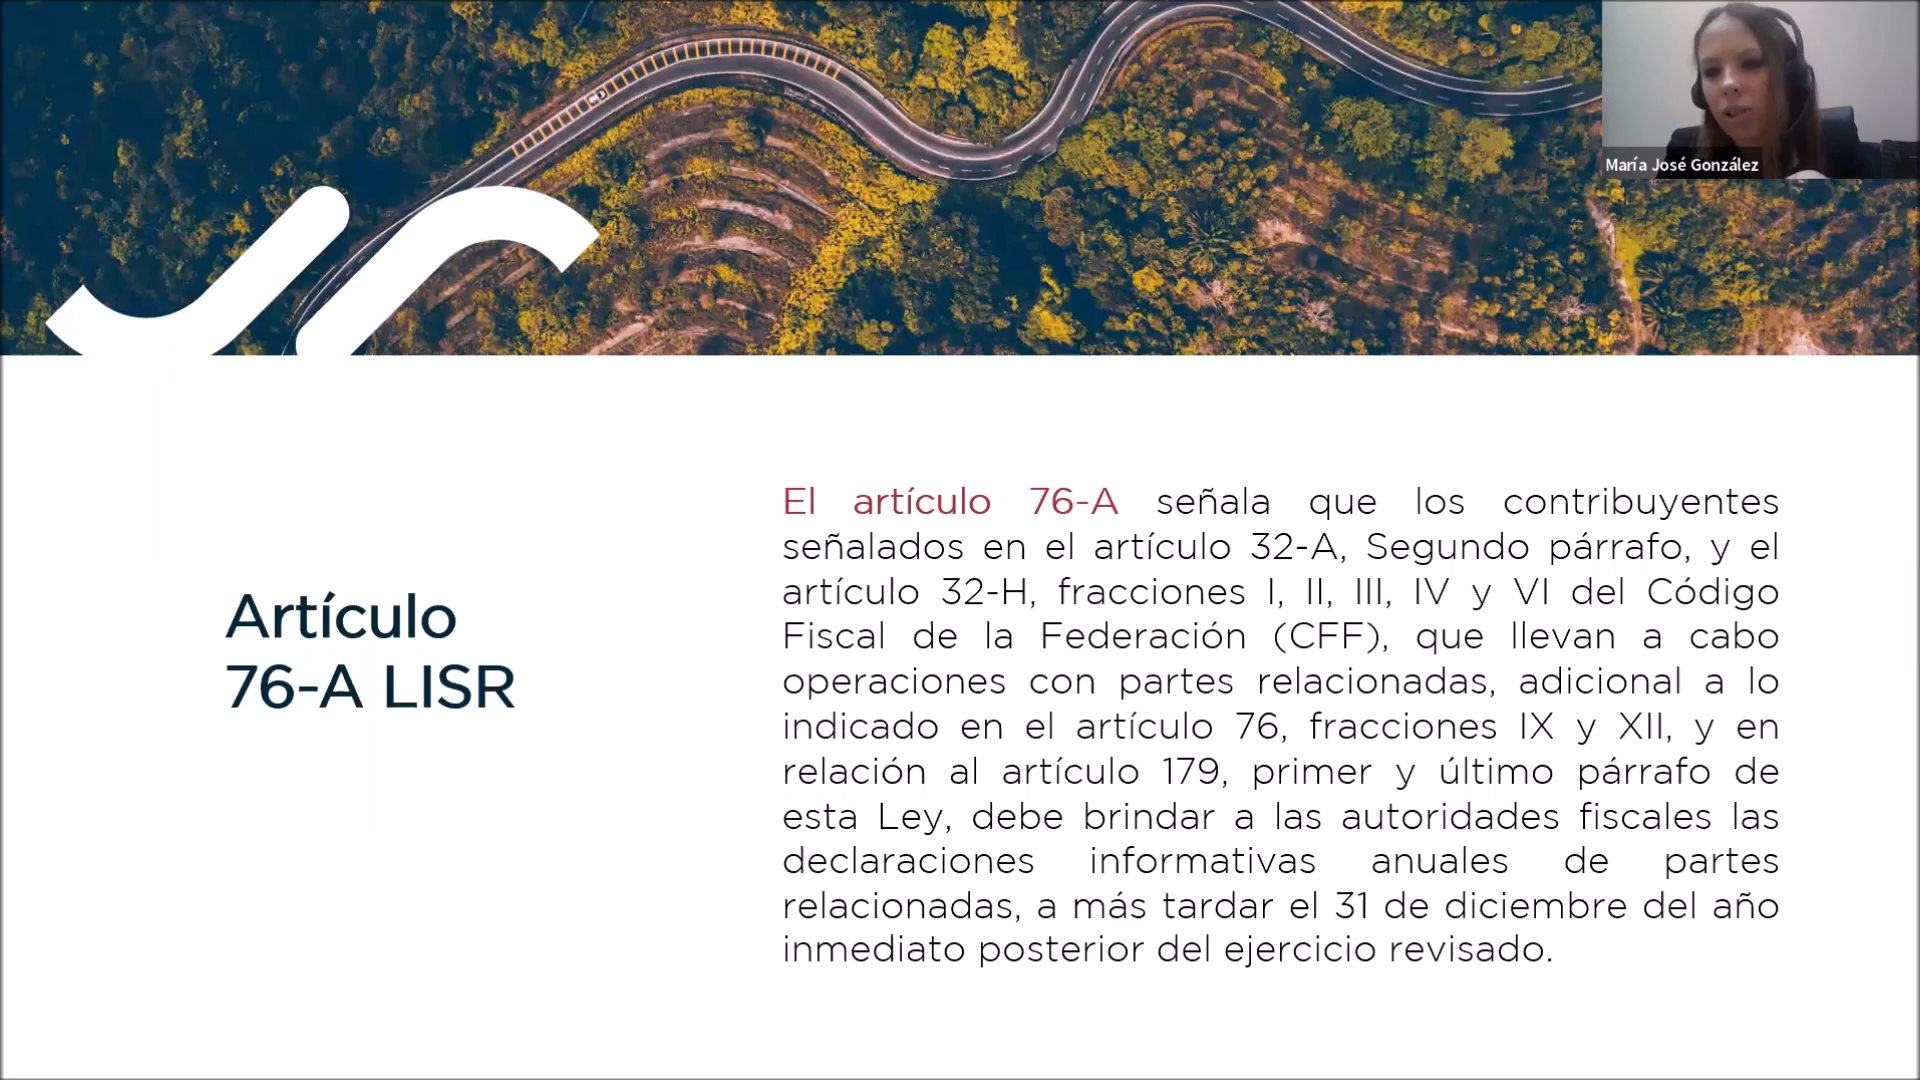 María José González
Artículo
76-A LISR
El artículo 76-A señala que los contribuyentes
señalados en el artículo 32-A, Segundo párrafo, y el
artículo 32-H, fracciones I, II, III, IV y VI del Código
Fiscal de la Federación (CFF), que llevan a cabo
operaciones con partes relacionadas, adicional a lo
indicado en el artículo 76, fracciones IX y XII, y en
relación al artículo 179, primer y último párrafo de
esta Ley, debe brindar a las autoridades fiscales las
declaraciones informativas anuales de partes
relacionadas, a más tardar el 31 de diciembre del año
inmediato posterior del ejercicio revisado.